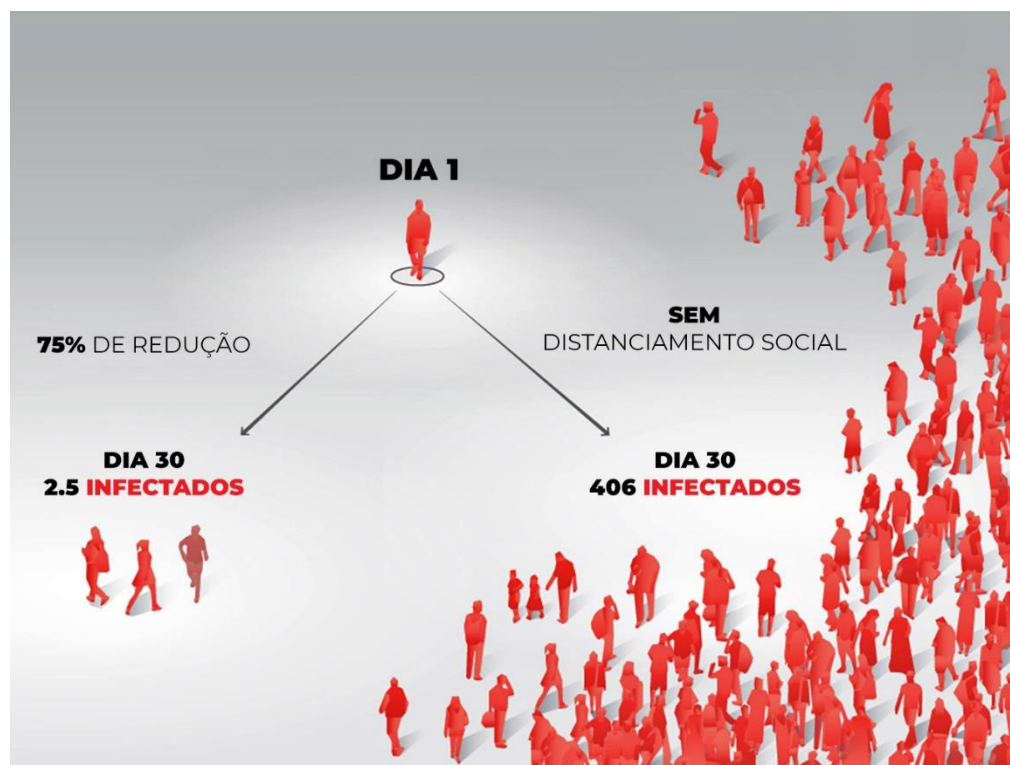 DIA 1
75% DE REDUÇÃO
SEM
DISTANCIAMENTO SOCIAL
DIA 30
2.5 INFECTADOS
DIA 30
406 INFECTADOS